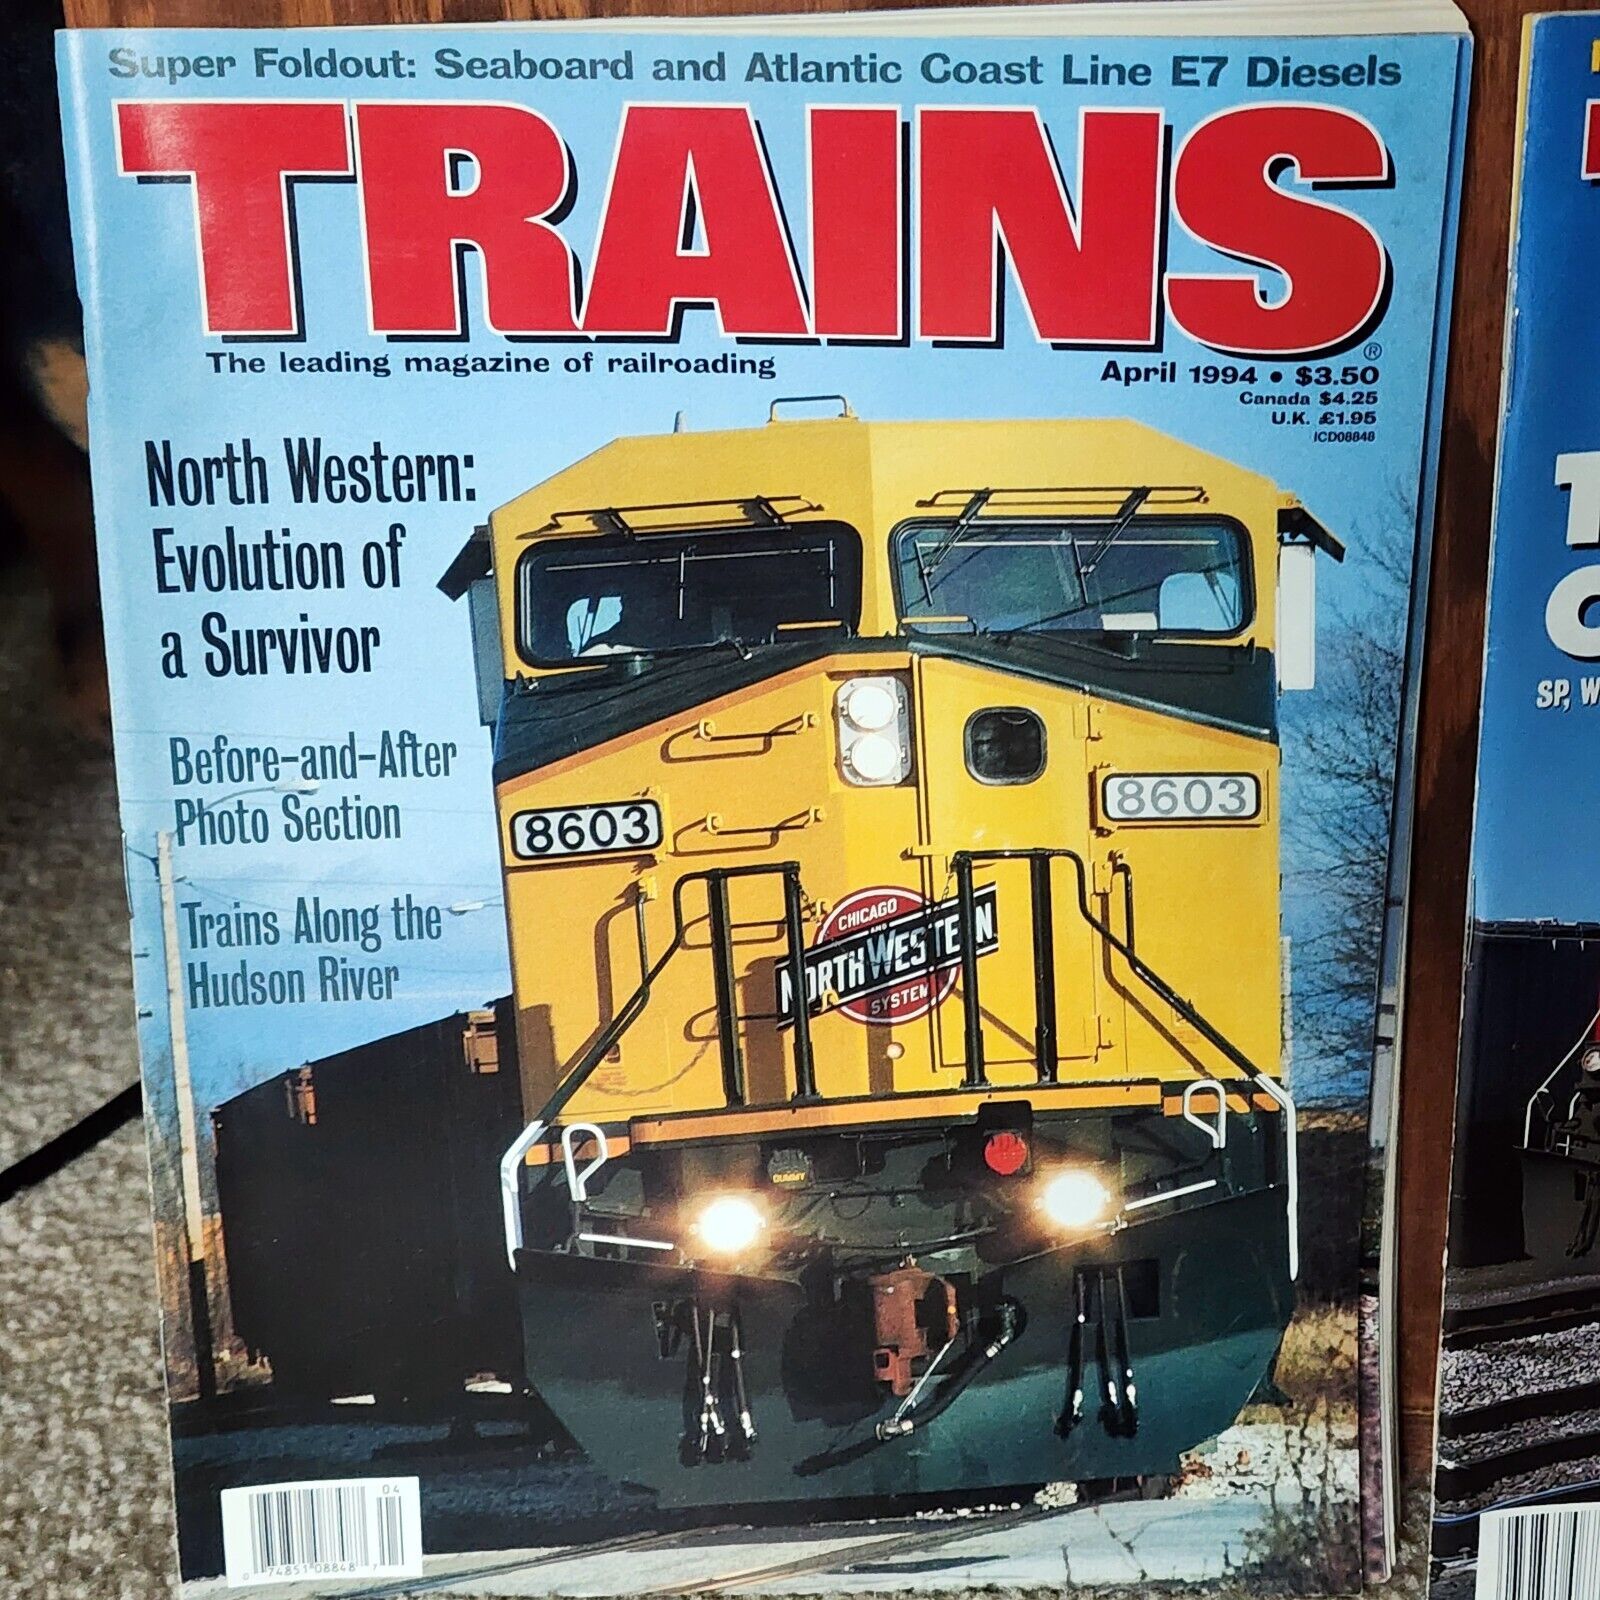 Super Foldout: Seaboard and Atlantic Coast Line E7 Diesels
TRAINS
®
The leading magazine of railroading
April 1994 • $3.50
Canada $4.25
U.K. £1.95
ICD08848
North Western:
Evolution of
a Survivor
Before-and-After
Photo Section
Trains Along the
Hudson River
8603
8603
CHICAGO
AND
NORTH WESTERN
SYSTEM
DUMMY
04
0 74851 08848 7
SP, W